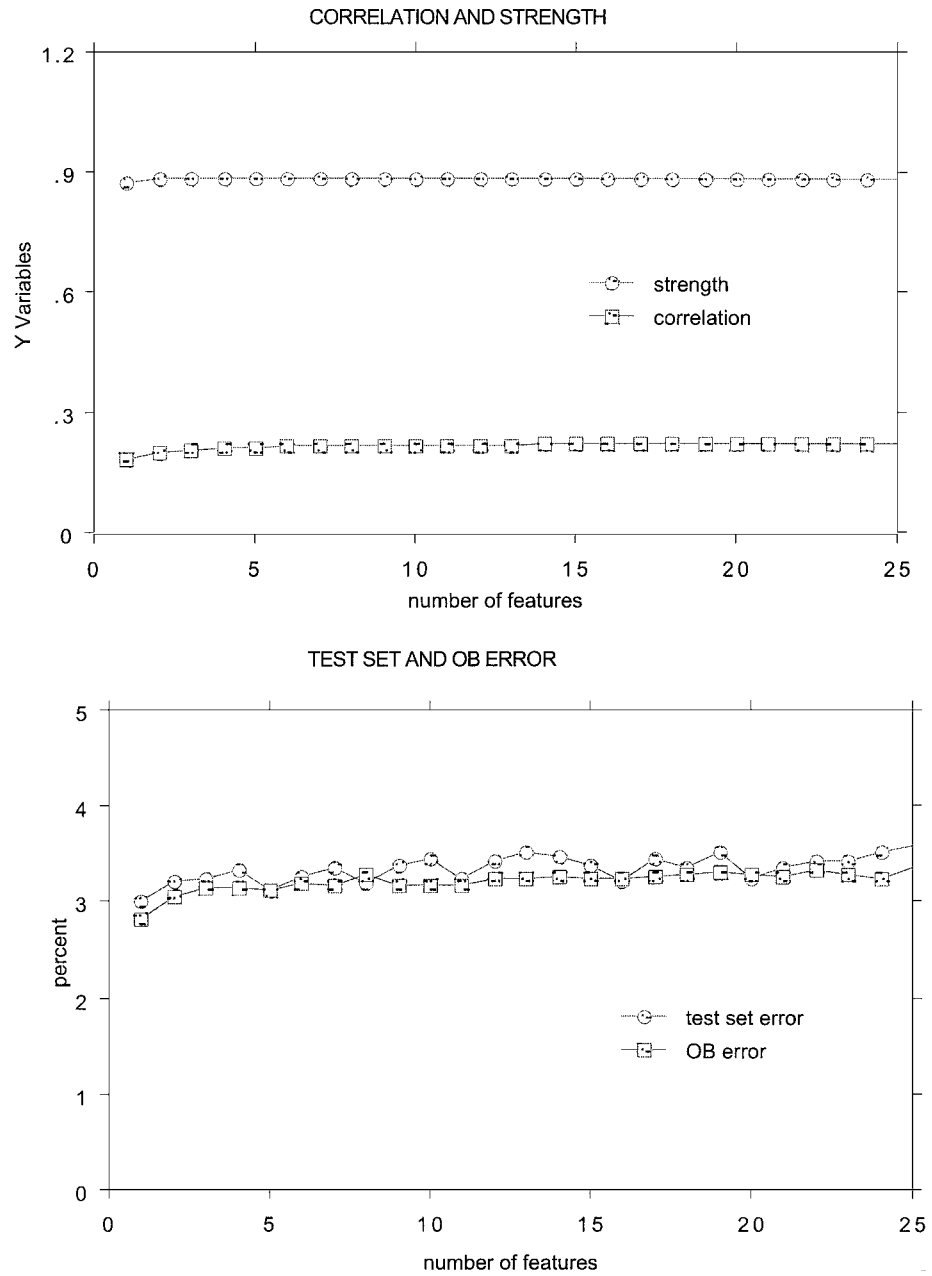 CORRELATION AND STRENGTH
1.2
.9
.6
.3
0
Y Variables
strength
correlation
0 5 10 15 20 25
number of features
TEST SET AND OB ERROR
5
4
3
2
1
0
percent
test set error
OB error
0 5 10 15 20 25
number of features